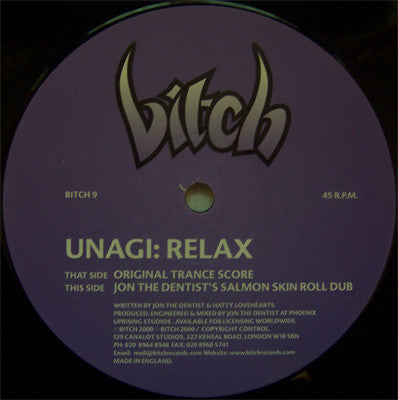 bitch
BITCH 9 45 R.P.M.
UNAGI: RELAX
THAT SIDE ORIGINAL TRANCE SCORE
THIS SIDE JON THE DENTIST'S SALMON SKIN ROLL DUB
WRITTEN BY JON THE DENTIST & HATTY LOVEHEARTS.
PRODUCED, ENGINEERED & MIXED BY JON THE DENTIST AT PHOENIX
UPRISING STUDIOS . AVAILABLE FOR LICENSING WORLDWIDE.
℗ BITCH 2000 © BITCH 2000 / COPYRIGHT CONTROL.
129 CANALOT STUDIOS, 222 KENSAL ROAD, LONDON W10 5BN
PH: 020 8964 8948 FAX: 020 8960 5741
Email: mail@bitchrecords.com Website: www.bitchrecords.com
MADE IN ENGLAND.